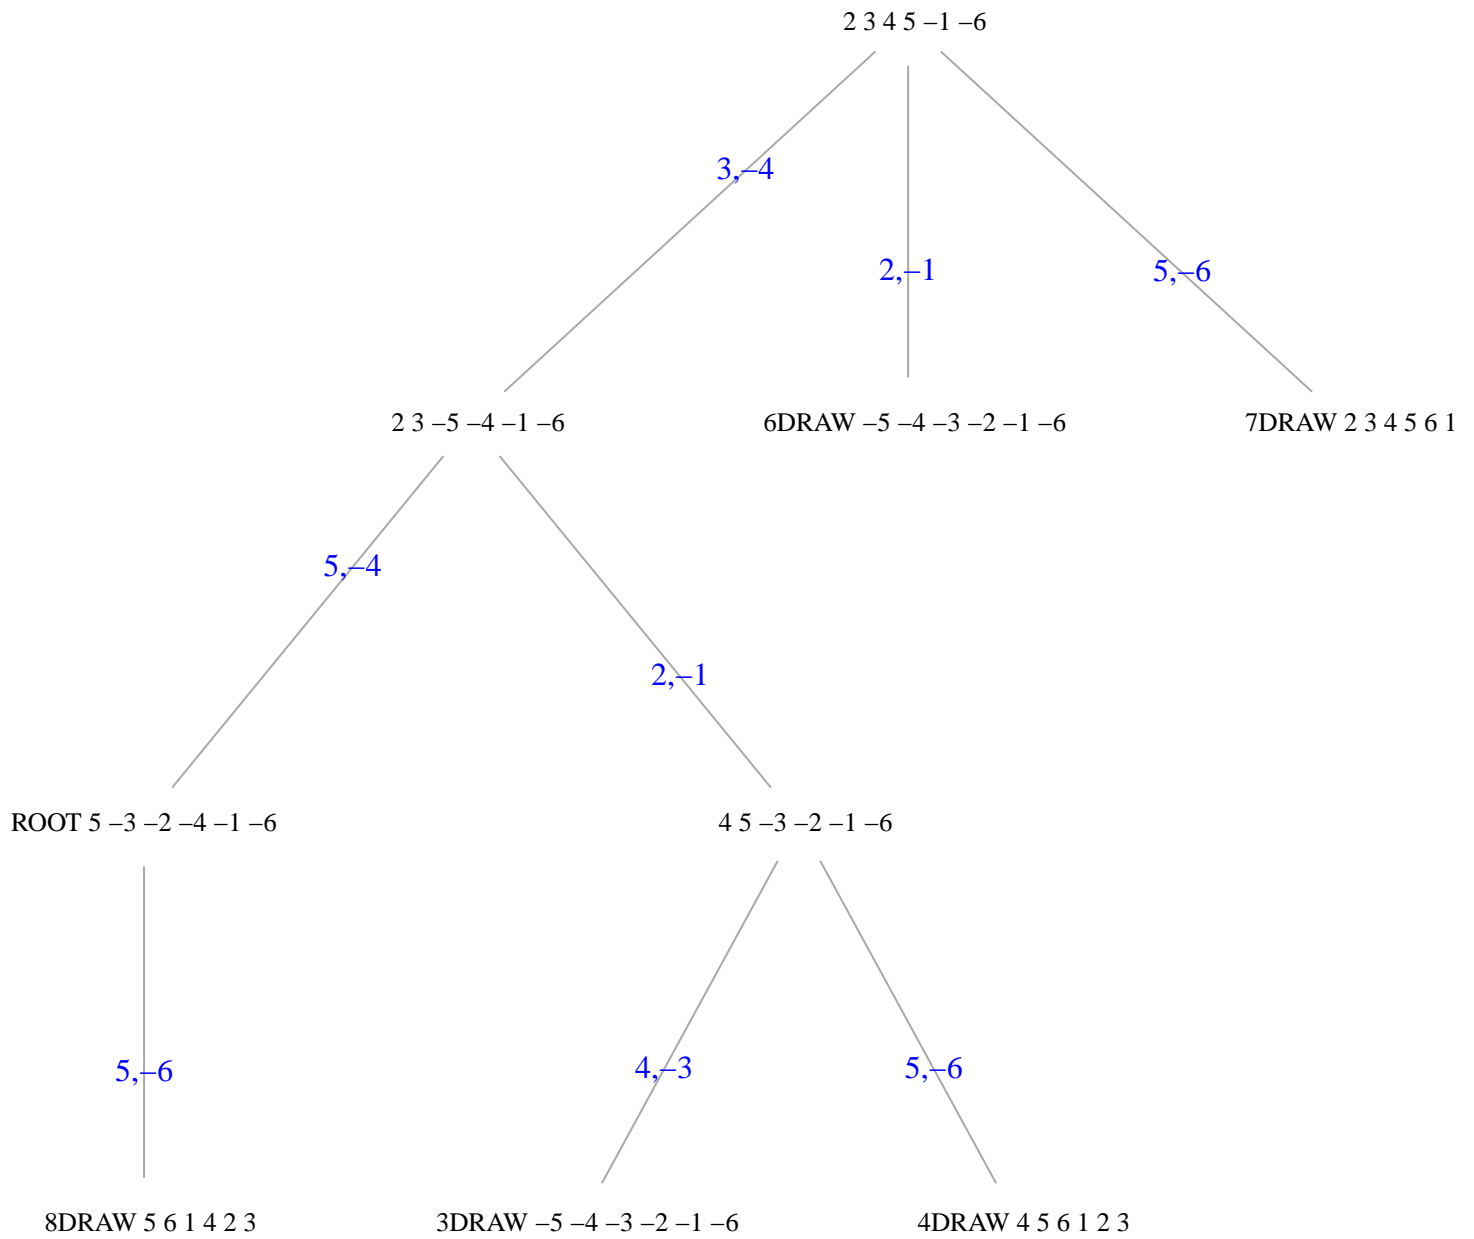 2 3 4 5 –1 –6
3,–4
2,–1
5,–6
2 3 –5 –4 –1 –6
6DRAW –5 –4 –3 –2 –1 –6
7DRAW 2 3 4 5 6 1
5,–4
2,–1
ROOT 5 –3 –2 –4 –1 –6
4 5 –3 –2 –1 –6
5,–6
4,–3
5,–6
8DRAW 5 6 1 4 2 3
3DRAW –5 –4 –3 –2 –1 –6
4DRAW 4 5 6 1 2 3